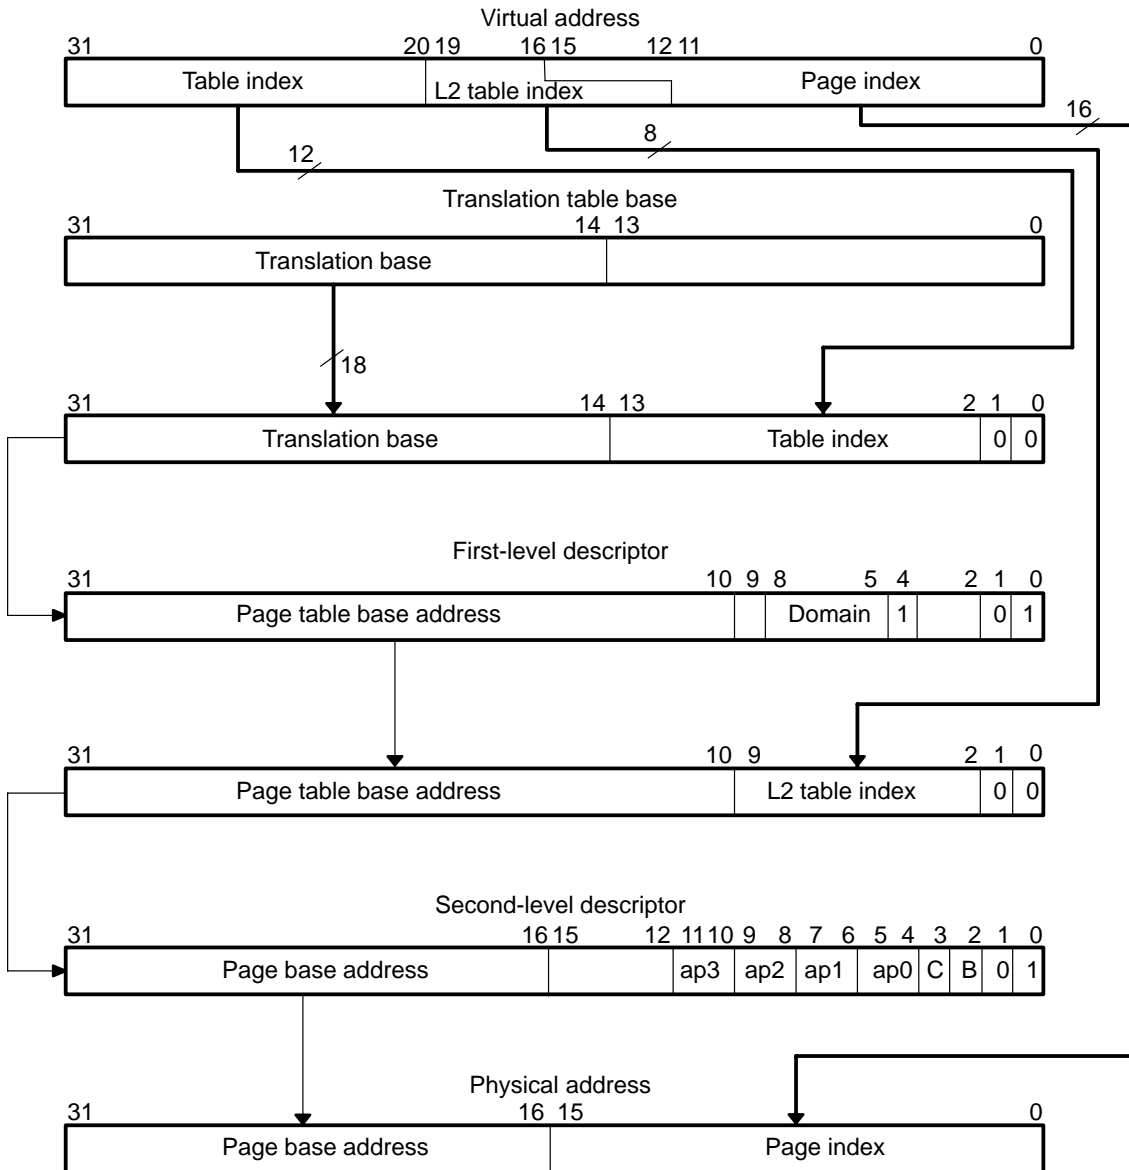 Virtual address
31 20 19 16 15 12 11 0
Table index L2 table index Page index
16
8
12
Translation table base
31 14 13 0
Translation base
18
31 14 13 2 1 0
Translation base Table index 0 0
First-level descriptor
31 10 9 8 5 4 2 1 0
Page table base address Domain 1 0 1
31 10 9 2 1 0
Page table base address L2 table index 0 0
Second-level descriptor
31 16 15 12 11 10 9 8 7 6 5 4 3 2 1 0
Page base address ap3 ap2 ap1 ap0 C B 0 1
Physical address
31 16 15 0
Page base address Page index